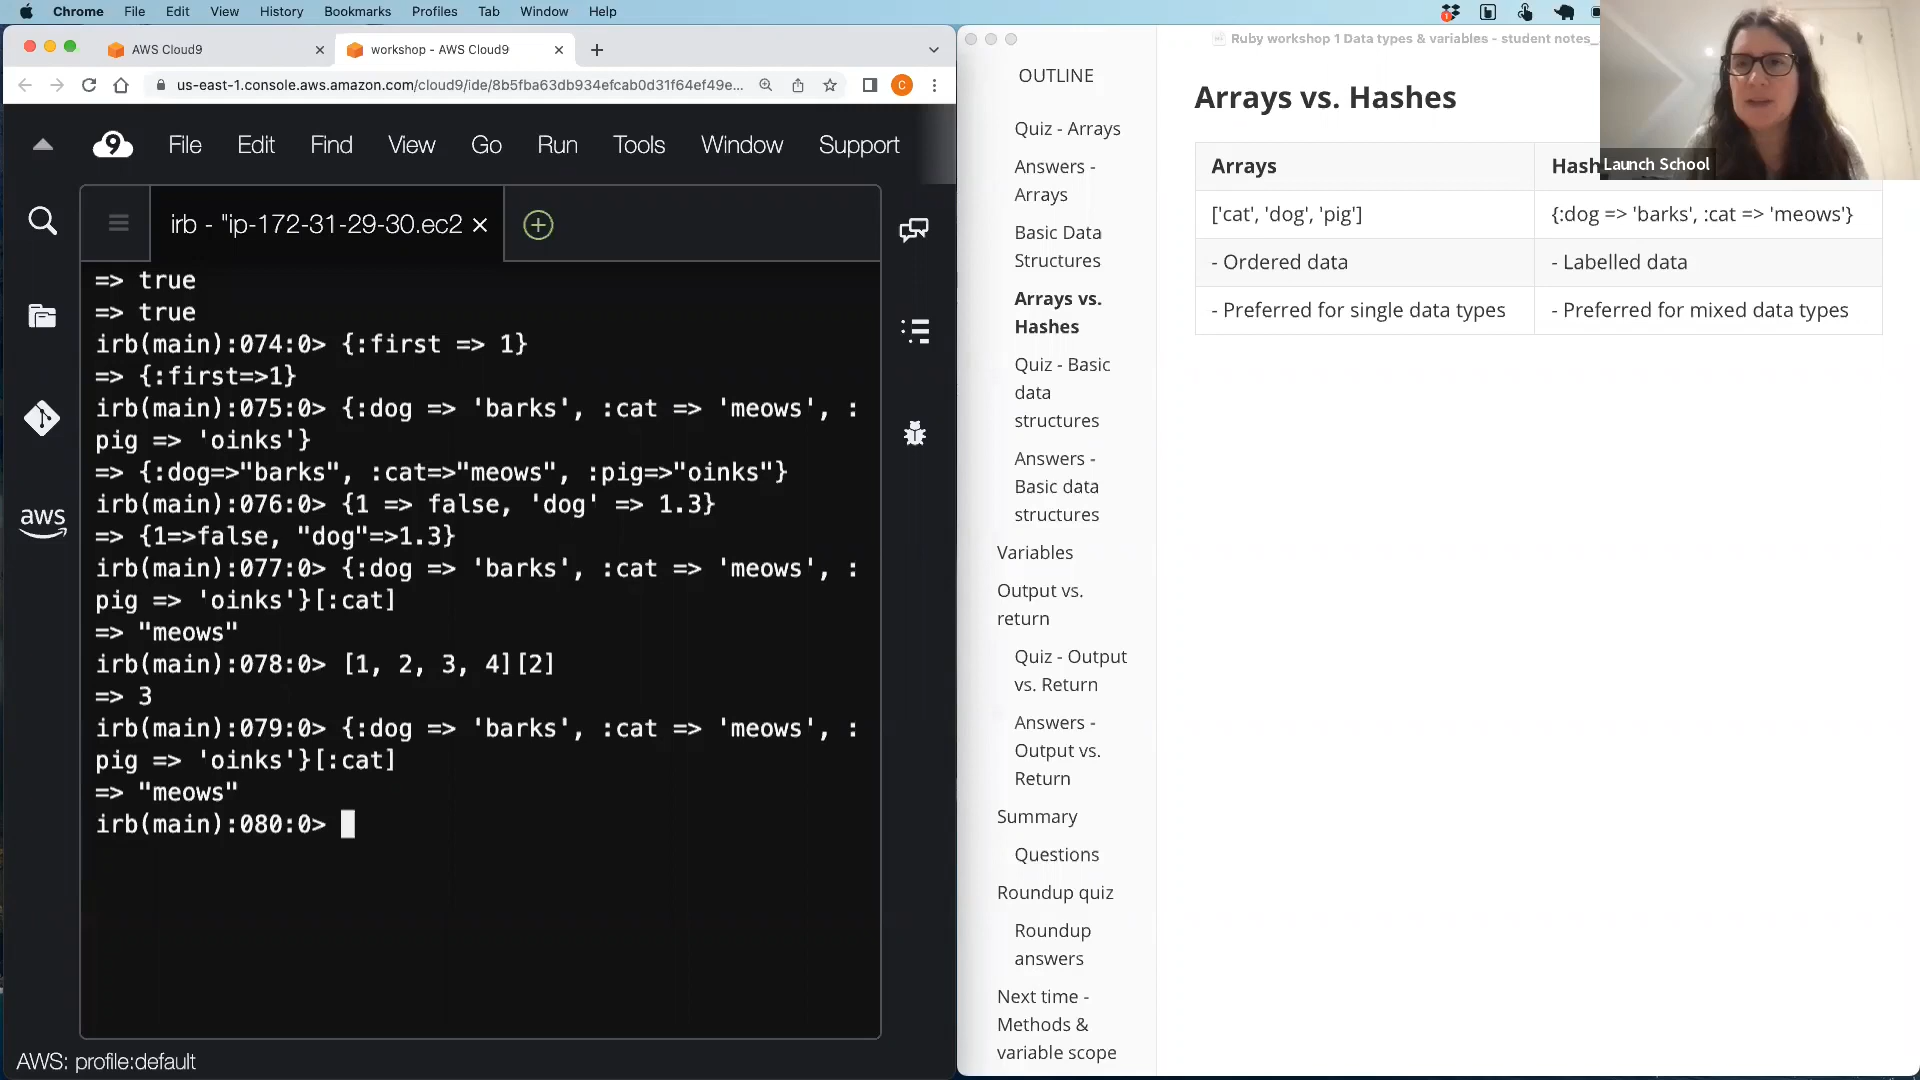 Chrome File Edit View History Bookmarks Profiles Tab Window Help
AWS Cloud9
workshop - AWS Cloud9
us-east-1.console.aws.amazon.com/cloud9/ide/8b5fba63db934efcab0d31f64ef49e...
C
9 File Edit Find View Go Run Tools Window Support
irb - "ip-172-31-29-30.ec2
=> true
=> true
irb(main):074:0> {:first => 1}
=> {:first=>1}
irb(main):075:0> {:dog => 'barks', :cat => 'meows', :
pig => 'oinks'}
=> {:dog=>"barks", :cat=>"meows", :pig=>"oinks"}
irb(main):076:0> {1 => false, 'dog' => 1.3}
=> {1=>false, "dog"=>1.3}
irb(main):077:0> {:dog => 'barks', :cat => 'meows', :
pig => 'oinks'}[:cat]
=> "meows"
irb(main):078:0> [1, 2, 3, 4][2]
=> 3
irb(main):079:0> {:dog => 'barks', :cat => 'meows', :
pig => 'oinks'}[:cat]
=> "meows"
irb(main):080:0>
aws
AWS: profile:default
Ruby workshop 1 Data types & variables - student notes_
OUTLINE
Quiz - Arrays
Answers -
Arrays
Basic Data
Structures
Arrays vs.
Hashes
Quiz - Basic
data
structures
Answers -
Basic data
structures
Variables
Output vs.
return
Quiz - Output
vs. Return
Answers -
Output vs.
Return
Summary
Questions
Roundup quiz
Roundup
answers
Next time -
Methods &
variable scope
Arrays vs. Hashes
Arrays Hash
['cat', 'dog', 'pig'] {:dog => 'barks', :cat => 'meows'}
- Ordered data - Labelled data
- Preferred for single data types - Preferred for mixed data types
Launch School